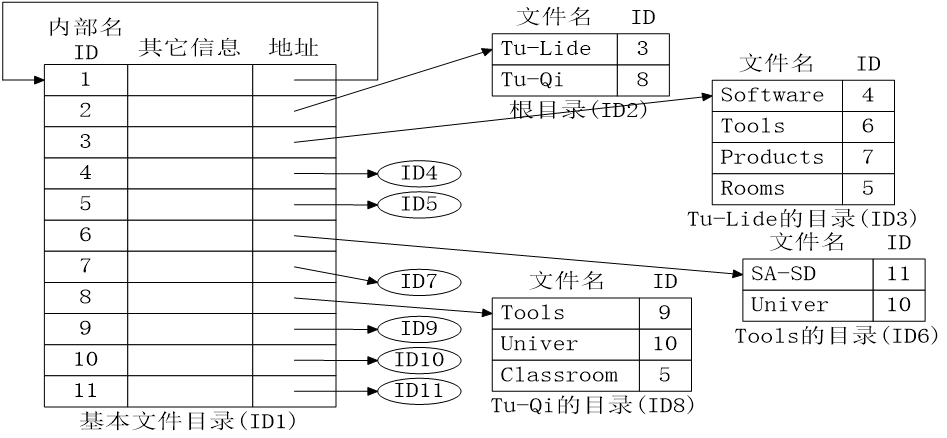 内部名
ID 其它信息 地址
1
2
3
4
5
6
7
8
9
10
11
基本文件目录(ID1)
文件名 ID
Tu-Lide 3
Tu-Qi 8
根目录(ID2)
文件名 ID
Software 4
Tools 6
Products 7
Rooms 5
Tu-Lide的目录(ID3)
ID4
ID5
文件名 ID
SA-SD 11
Univer 10
Tools的目录(ID6)
ID7
文件名 ID
Tools 9
Univer 10
Classroom 5
Tu-Qi的目录(ID8)
ID9
ID10
ID11